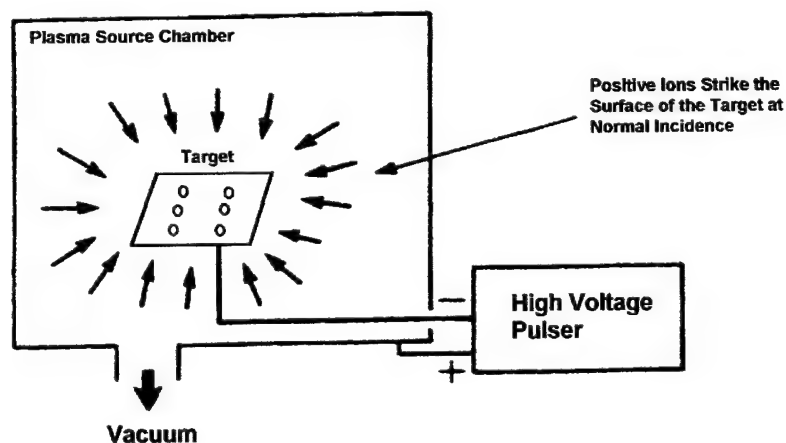 Plasma Source Chamber
Positive Ions Strike the
Surface of the Target at
Normal Incidence
Target
−
High Voltage
Pulser
+
Vacuum